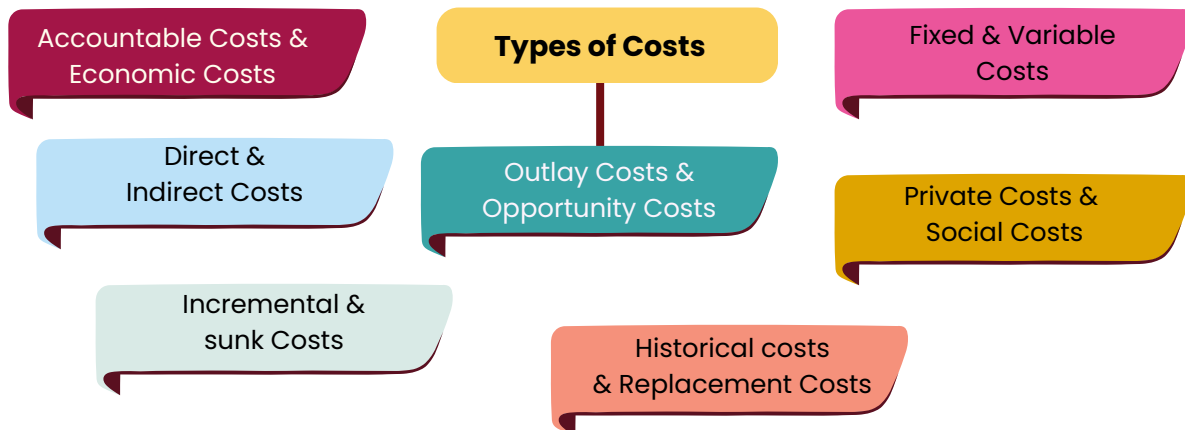 Types of Costs
Accountable Costs &
Economic Costs
Fixed & Variable
Costs
Direct &
Indirect Costs
Outlay Costs &
Opportunity Costs
Private Costs &
Social Costs
Incremental &
sunk Costs
Historical costs
& Replacement Costs